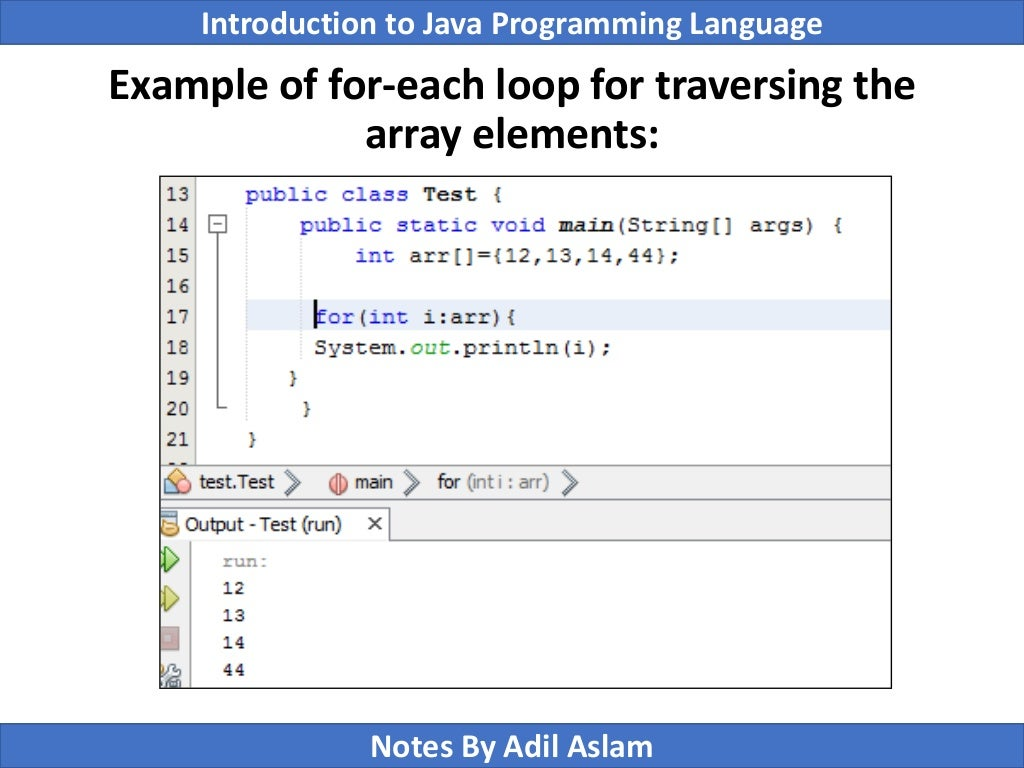 Introduction to Java Programming Language
Example of for-each loop for traversing the
array elements:
13 public class Test {
14 public static void main(String[] args) {
15 int arr[]={12,13,14,44};
16
17 for(int i:arr){
18 System.out.println(i);
19 }
20 }
21 }
test.Test main for (int i : arr)
Output - Test (run)
run:
12
13
14
44
Notes By Adil Aslam